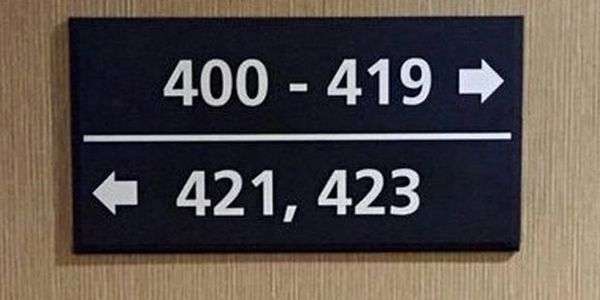 400 - 419 →
← 421, 423